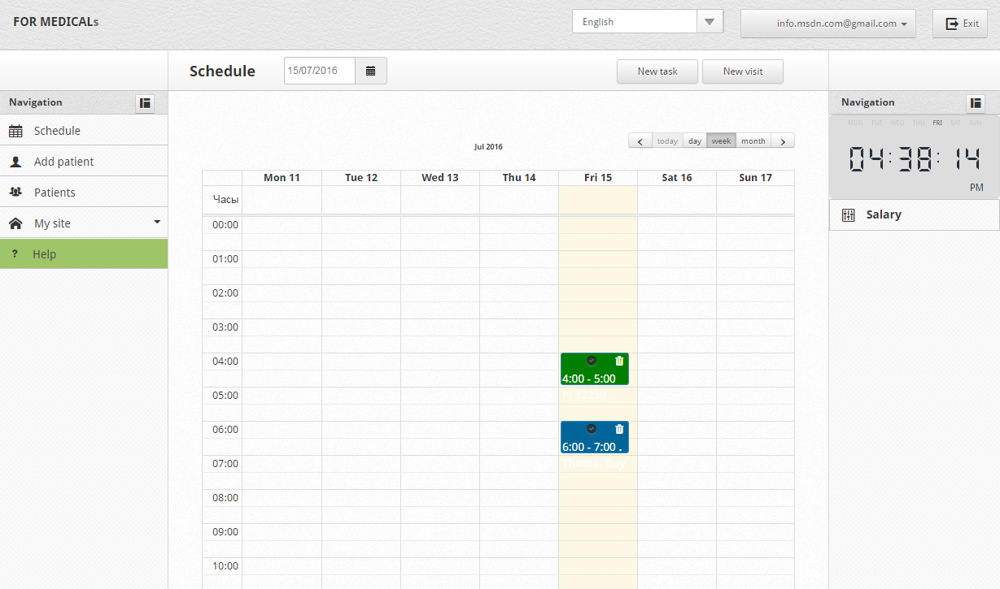 FOR MEDICALs
English
info.msdn.com@gmail.com
Exit
Schedule
15/07/2016
New task
New visit
Navigation
Schedule
Add patient
Patients
My site
? Help
Jul 2016
today
day
week
month
Mon 11
Tue 12
Wed 13
Thu 14
Fri 15
Sat 16
Sun 17
Часы
00:00
01:00
02:00
03:00
04:00
4:00 - 5:00
05:00
06:00
6:00 - 7:00
07:00
Theme: Buy
08:00
09:00
10:00
Navigation
MON TUE WED THU FRI SAT SUN
04:38:14
PM
Salary